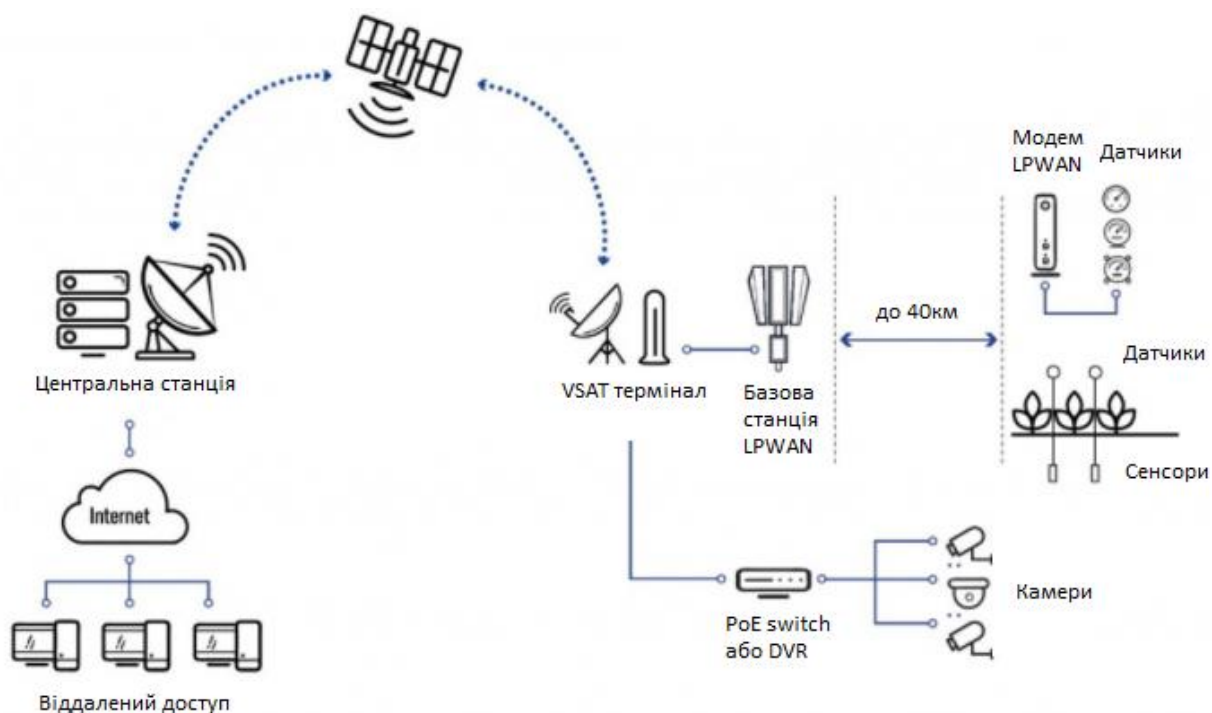 Модем
LPWAN
Датчики
до 40км
Центральна станція
VSAT термінал
Базова
станція
LPWAN
Датчики
Сенсори
Internet
PoE switch
або DVR
Камери
Віддалений доступ